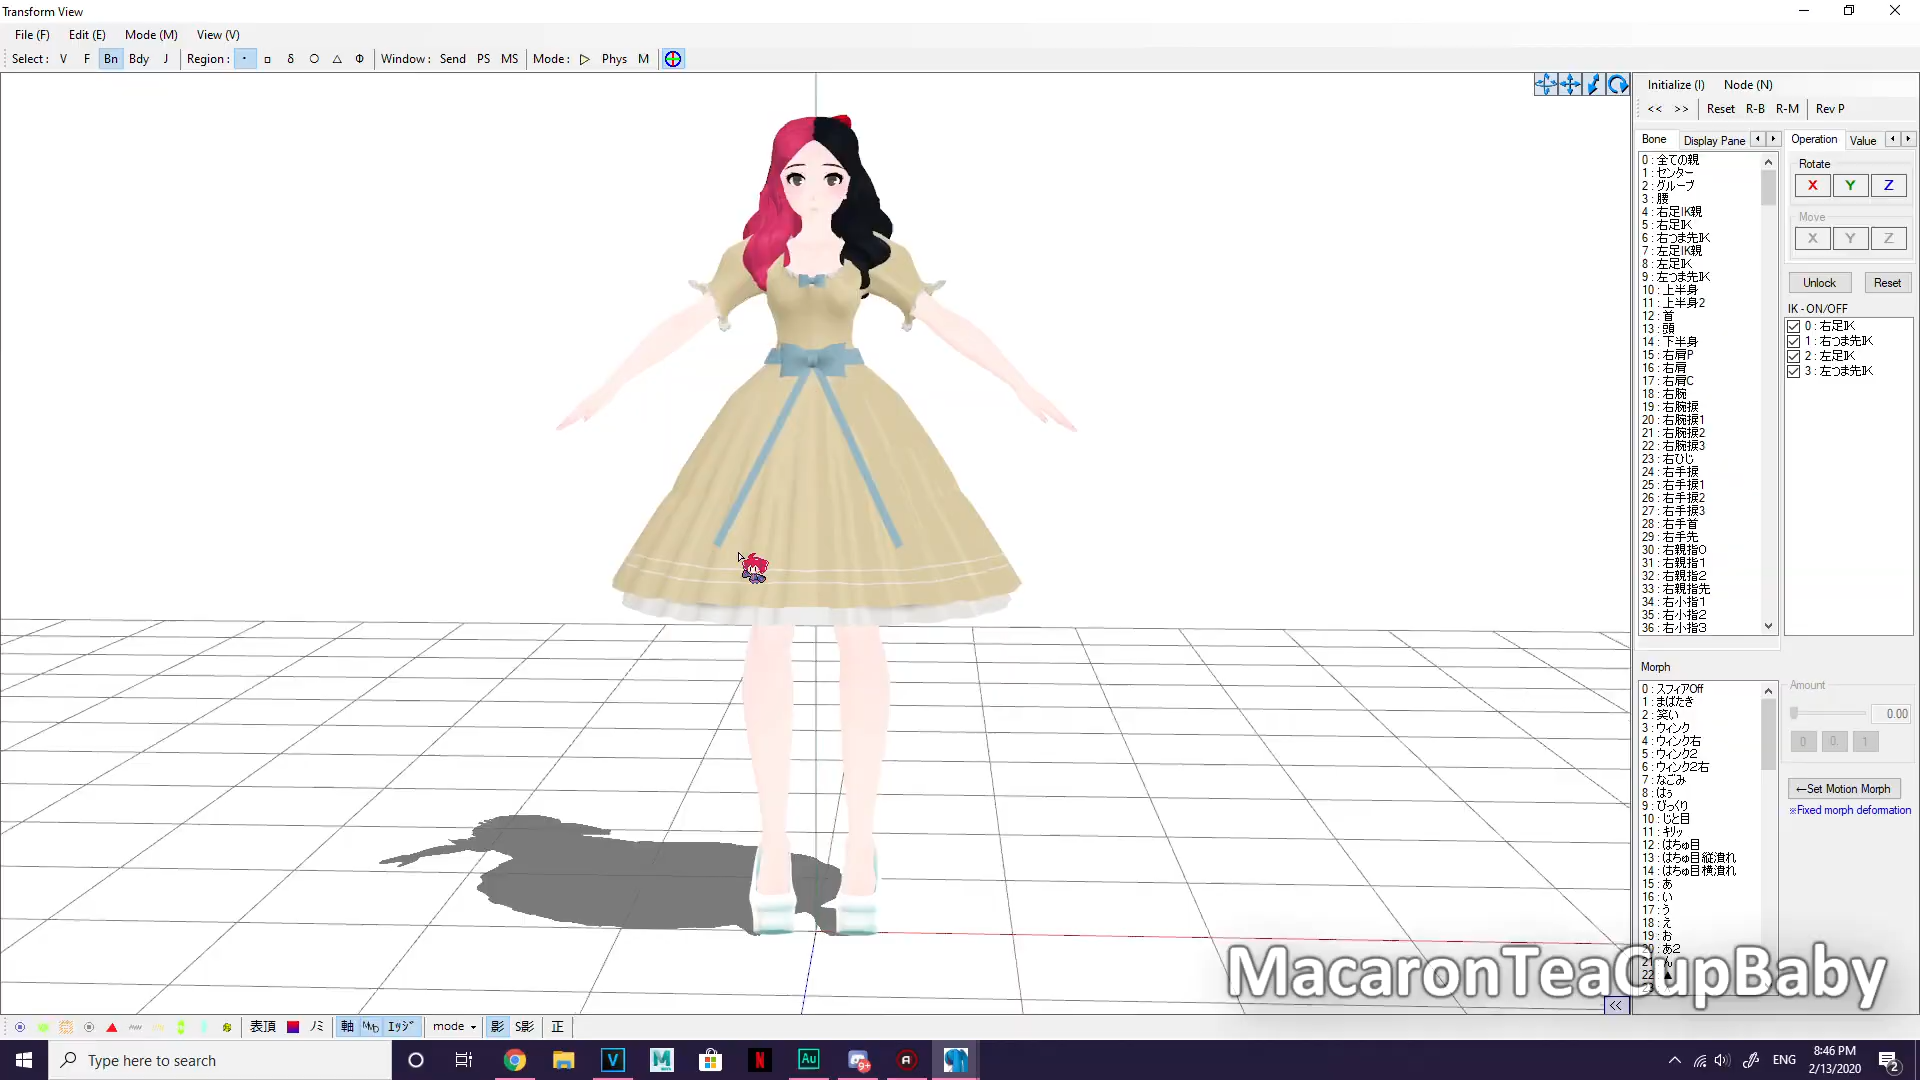 Transform View
File (F) Edit (E) Mode (M) View (V)
Select : V F Bn Bdy J Region : · □ δ ○ △ Φ Window : Send PS MS Mode : ▷ Phys M
Initialize (I) Node (N)
<< >> Reset R-B R-M Rev P
Bone Display Pane
Operation Value
0 : 全ての親
1 : センター
2 : グルーブ
3 : 腰
4 : 右足IK親
5 : 右足IK
6 : 右つま先IK
7 : 左足IK親
8 : 左足IK
9 : 左つま先IK
10 : 上半身
11 : 上半身2
12 : 首
13 : 頭
14 : 下半身
15 : 右肩P
16 : 右肩
17 : 右肩C
18 : 右腕
19 : 右腕捩
20 : 右腕捩1
21 : 右腕捩2
22 : 右腕捩3
23 : 右ひじ
24 : 右手捩
25 : 右手捩1
26 : 右手捩2
27 : 右手捩3
28 : 右手首
29 : 右手先
30 : 右親指0
31 : 右親指1
32 : 右親指2
33 : 右親指先
34 : 右小指1
35 : 右小指2
36 : 右小指3
Rotate
X Y Z
Move
X Y Z
Unlock Reset
IK - ON/OFF
0 : 右足IK
1 : 右つま先IK
2 : 左足IK
3 : 左つま先IK
Morph
0 : スフィアOff
1 : まばたき
2 : 笑い
3 : ウィンク
4 : ウィンク右
5 : ウィンク2
6 : ウィンク2右
7 : なごみ
8 : はぅ
9 : びっくり
10 : じと目
11 : キリッ
12 : はちゅ目
13 : はちゅ目縦潰れ
14 : はちゅ目横潰れ
15 : あ
16 : い
17 : う
18 : え
19 : お
20 : あ2
21 : ん
22 : ▲
Amount
0.00
0 0. 1
←Set Motion Morph
※Fixed morph deformation
MacaronTeaCupBaby
<<
表頂 軸 エッジ mode 影 S影 正
Type here to search
V M Au 9+
ENG
8:46 PM
2/13/2020
2